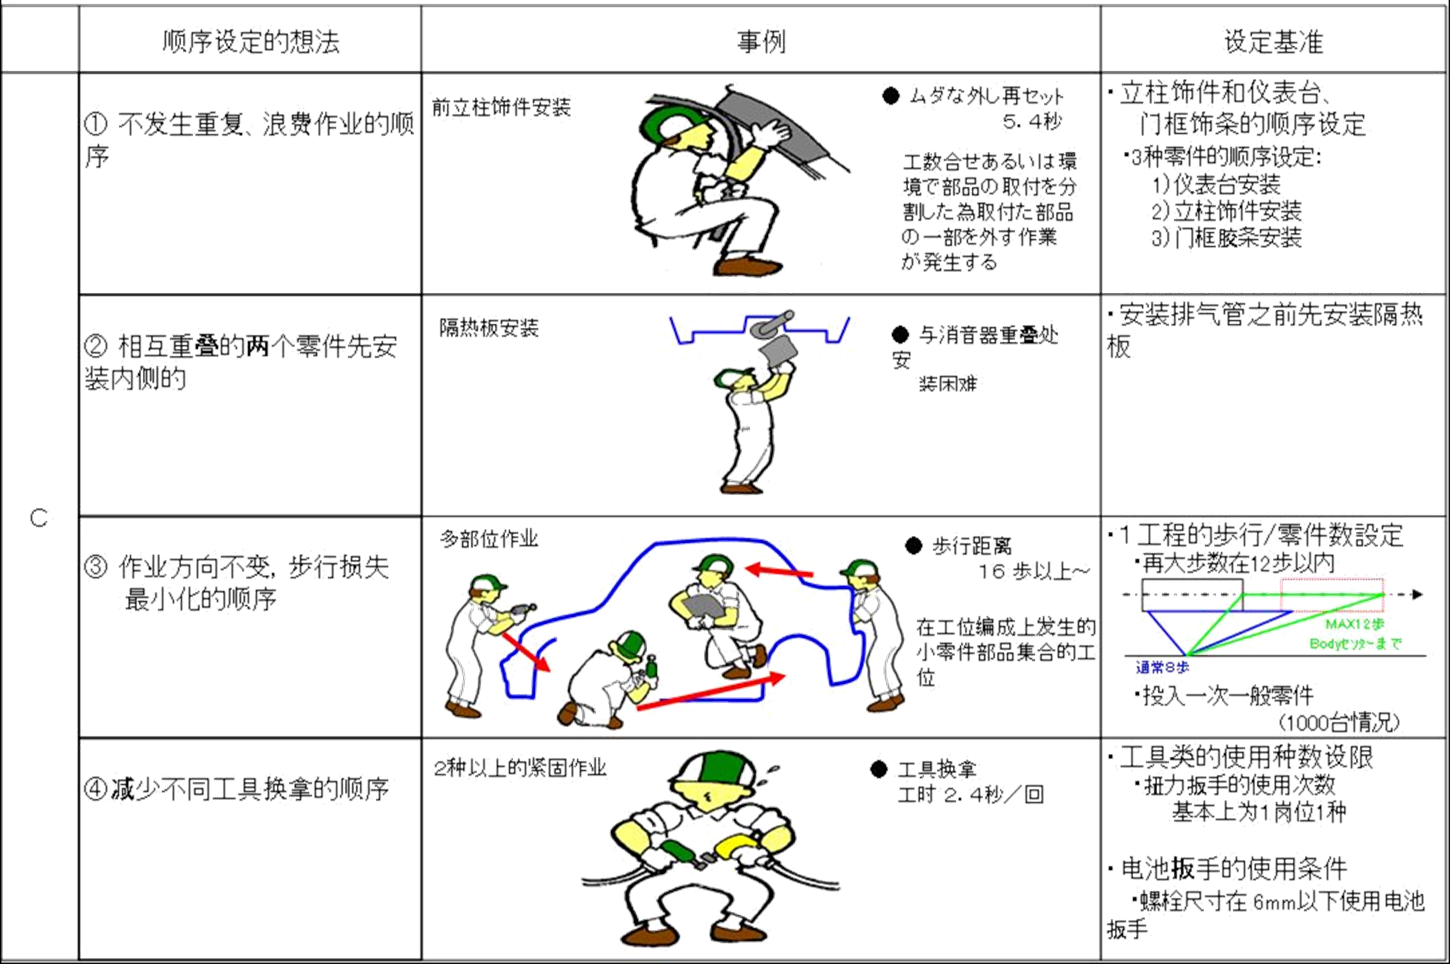 顺序设定的想法
事例
设定基准
C
① 不发生重复、浪费作业的顺
序
前立柱饰件安装
● ムダな外し再セット
5.4秒
工数合せあるいは環
境で部品の取付を分
割した為取付た部品
の一部を外す作業
が発生する
・立柱饰件和仪表台、
门框饰条的顺序设定
・3种零件的顺序设定:
1)仪表台安装
2)立柱饰件安装
3)门框胶条安装
② 相互重叠的两个零件先安
装内侧的
隔热板安装
● 与消音器重叠处
安
装困难
・安装排气管之前先安装隔热
板
③ 作业方向不变, 步行损失
最小化的顺序
多部位作业
● 歩行距離
16 歩以上～
在工位编成上发生的
小零件部品集合的工
位
・1 工程的歩行/零件数設定
・再大步数在12步以内
MAX12歩
Bodyセンターまで
通常8歩
・投入一次一般零件
(1000台情况)
④减少不同工具换拿的顺序
2种以上的紧固作业
● 工具换拿
工时 2.4秒／回
・工具类的使用种数设限
・扭力扳手的使用次数
基本上为1岗位1种
・电池扳手的使用条件
・螺栓尺寸在 6mm以下使用电池
扳手